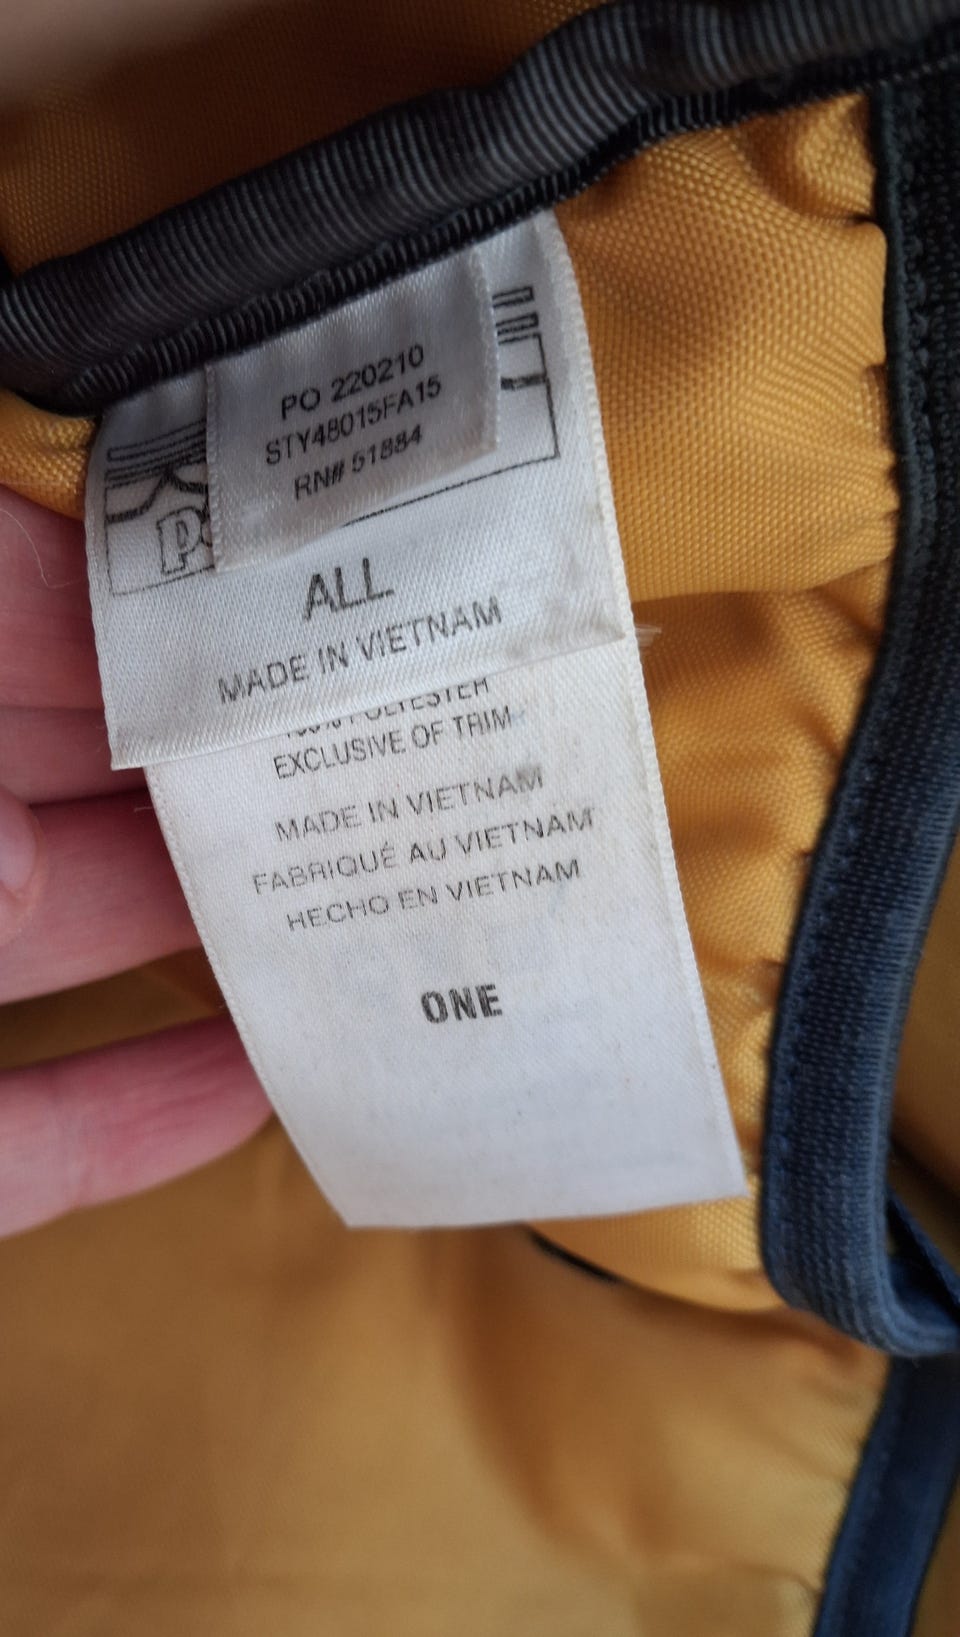 PO 220210
STY48015FA15
RN# 51884
ALL
MADE IN VIETNAM
POLYESTER
EXCLUSIVE OF TRIM
MADE IN VIETNAM
FABRIQUÉ AU VIETNAM
HECHO EN VIETNAM
ONE